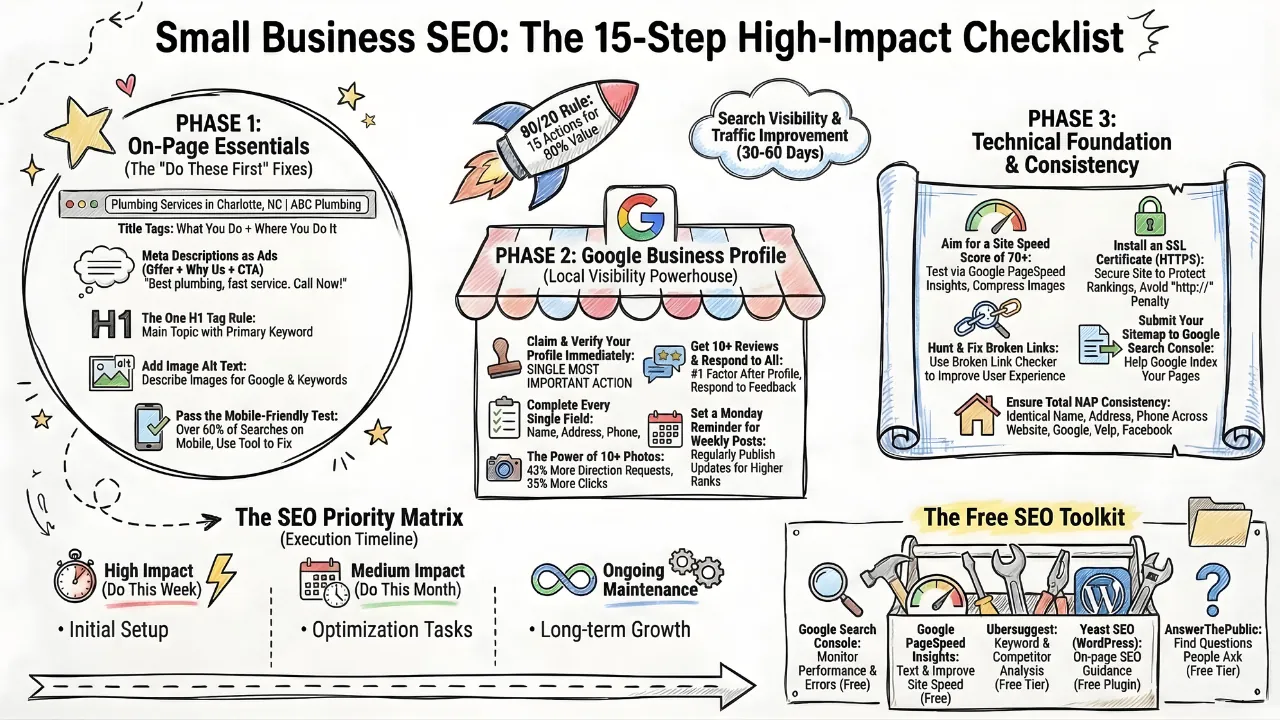 Small Business SEO: The 15-Step High-Impact Checklist
PHASE 1:
On-Page Essentials
(The "Do These First" Fixes)
Plumbing Services in Charlotte, NC | ABC Plumbing
Title Tags: What You Do + Where You Do It
Meta Descriptions as Ads
(Gffer + Why Us + CTA)
"Best plumbing, fast service. Call Now!"
H1
The One H1 Tag Rule:
Main Topic with Primary Keyword
alt
Add Image Alt Text:
Describe Images for Google & Keywords
Pass the Mobile-Friendly Test:
Over 60% of Searches on
Mobile, Use Tool to Fix
80/20 Rule:
15 Actions for
80% Value
Search Visibility &
Traffic Improvement
(30-60 Days)
G
PHASE 2: Google Business Profile
(Local Visibility Powerhouse)
Claim & Verify Your
Profile Immediately:
SINGLE MOST
IMPORTANT ACTION
Complete Every
Single Field:
Name, Address, Phone,
The Power of 10+ Photos:
43% More Direction Requests,
35% More Clicks
Get 10+ Reviews
& Respond to All:
#1 Factor After Profile,
Respond to Feedback
Set a Monday
Reminder for
Weekly Posts:
Regularly Publish
Updates for Higher
Ranks
PHASE 3:
Technical Foundation
& Consistency
Aim for a Site Speed
Score of 70+:
Test via Google PageSpeed
Insights, Compress Images
Install an SSL
Certificate (HTTPS):
Secure Site to Protect
Rankings, Avoid "http://"
Penalty
Hunt & Fix Broken Links:
Use Broken Link Checker
to Improve User Experience
Submit Your
Sitemap to Google
Search Console:
Help Google Index
Your Pages
Ensure Total NAP Consistency:
Identical Name, Address, Phone Across
Website, Google, Yelp, Facebook
The SEO Priority Matrix
(Execution Timeline)
High Impact
(Do This Week)
• Initial Setup
Medium Impact
(Do This Month)
• Optimization Tasks
Ongoing
Maintenance
• Long-term Growth
The Free SEO Toolkit
Google Search
Console:
Monitor
Performance &
Errors (Free)
Google
PageSpeed
Insights:
Text & Improve
Site Speed
(Free)
Ubersuggest:
Keyword &
Competitor
Analysis
(Free Tier)
W
Yeast SEO
(WordPress):
On-page SEO
Guidance
(Free Plugin)
?
AnswerThePublic:
Find Questions
People Axk
(Free Tier)